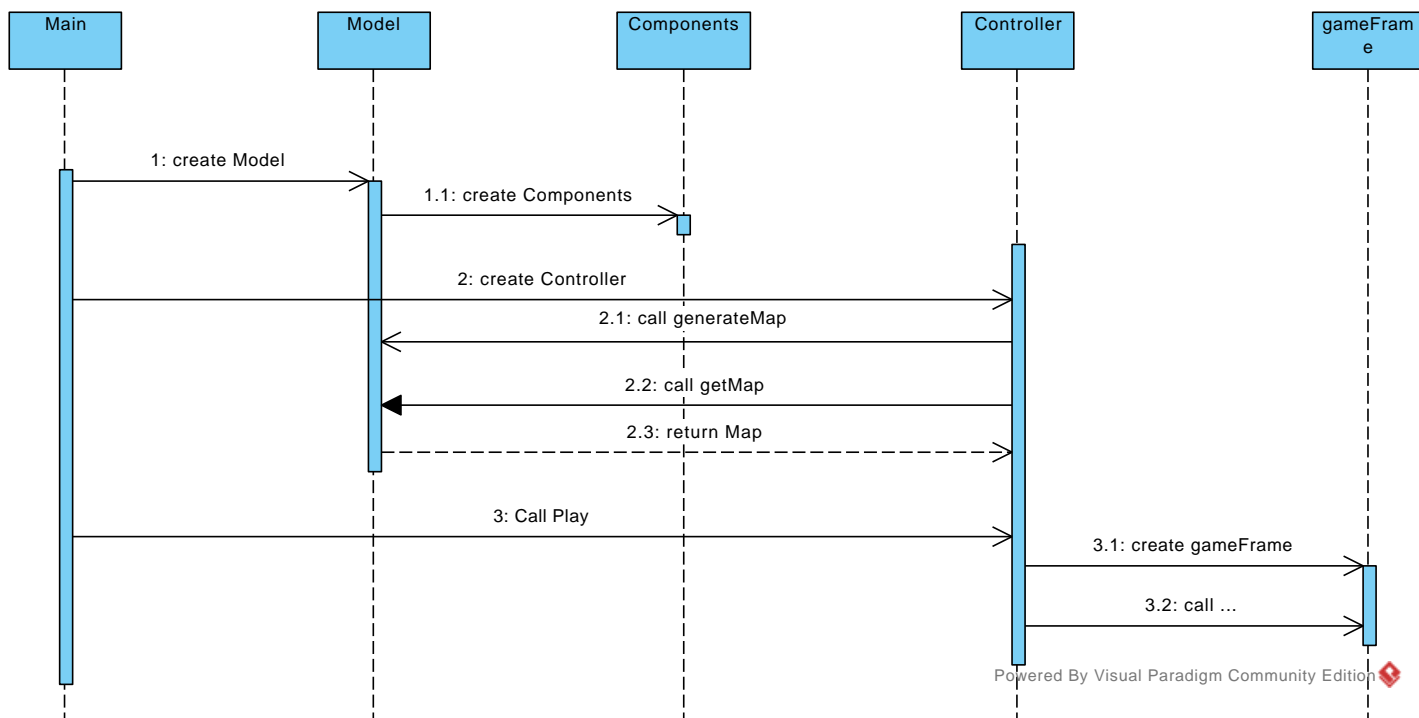 Main
Model
Components
Controller
gameFram
e
1: create Model
1.1: create Components
2: create Controller
2.1: call generateMap
2.2: call getMap
2.3: return Map
3: Call Play
3.1: create gameFrame
3.2: call ...
Powered By Visual Paradigm Community Edition